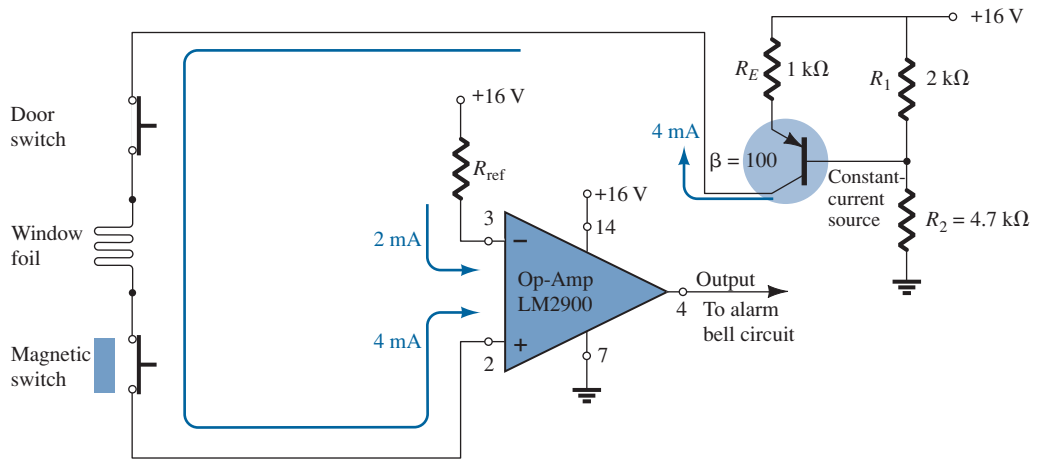 +16 V
R_E
1 kΩ
R_1
2 kΩ
Door
switch
+16 V
4 mA
β = 100
R_ref
Constant-
current
source
+16 V
R_2 = 4.7 kΩ
3
14
Window
foil
2 mA
−
Op-Amp
LM2900
Output
4
To alarm
bell circuit
4 mA
+
2
7
Magnetic
switch